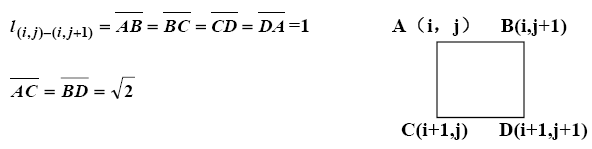 l(i,j)−(i,j+1) = AB = BC = CD = DA =1
AC = BD = √2
A（i，j） B(i,j+1)
C(i+1,j) D(i+1,j+1)